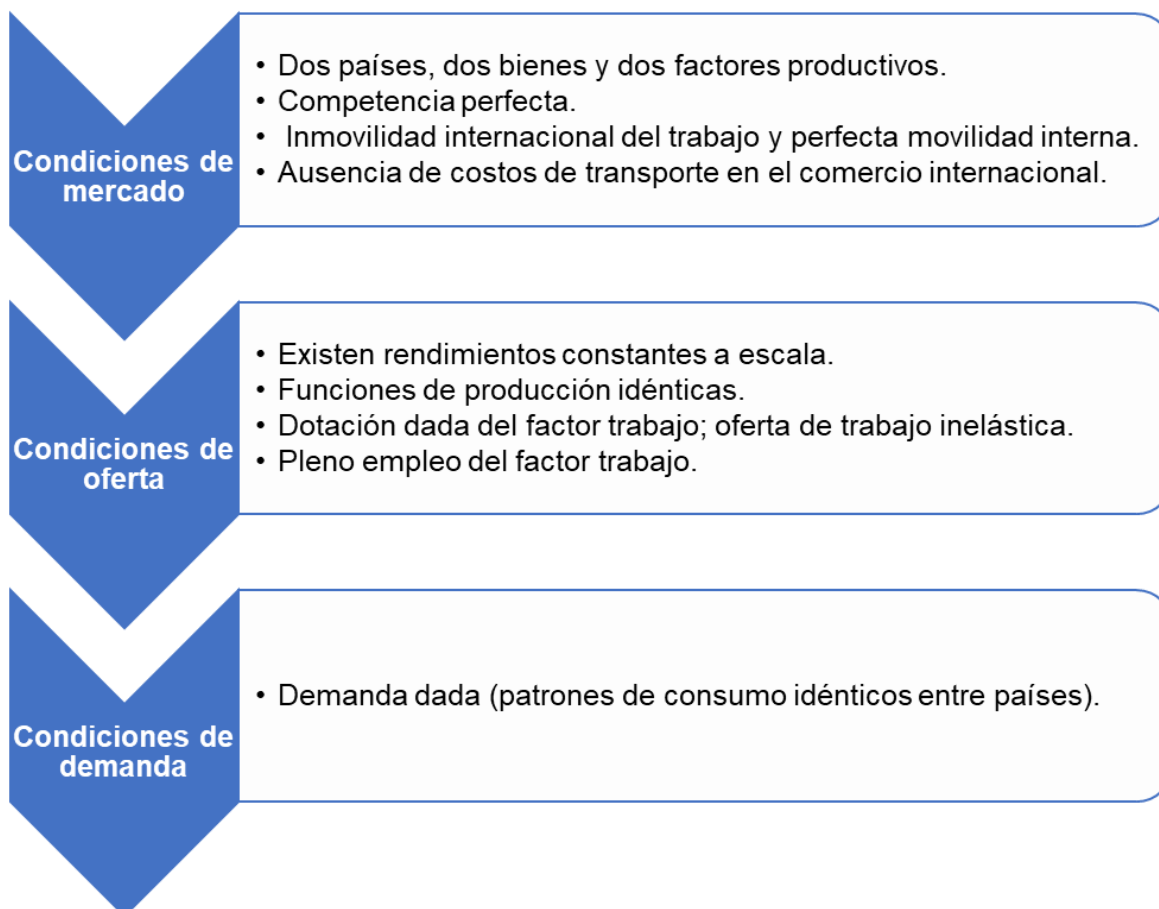 Condiciones de
mercado
• Dos países, dos bienes y dos factores productivos.
• Competencia perfecta.
• Inmovilidad internacional del trabajo y perfecta movilidad interna.
• Ausencia de costos de transporte en el comercio internacional.
Condiciones de
oferta
• Existen rendimientos constantes a escala.
• Funciones de producción idénticas.
• Dotación dada del factor trabajo; oferta de trabajo inelástica.
• Pleno empleo del factor trabajo.
Condiciones de
demanda
• Demanda dada (patrones de consumo idénticos entre países).